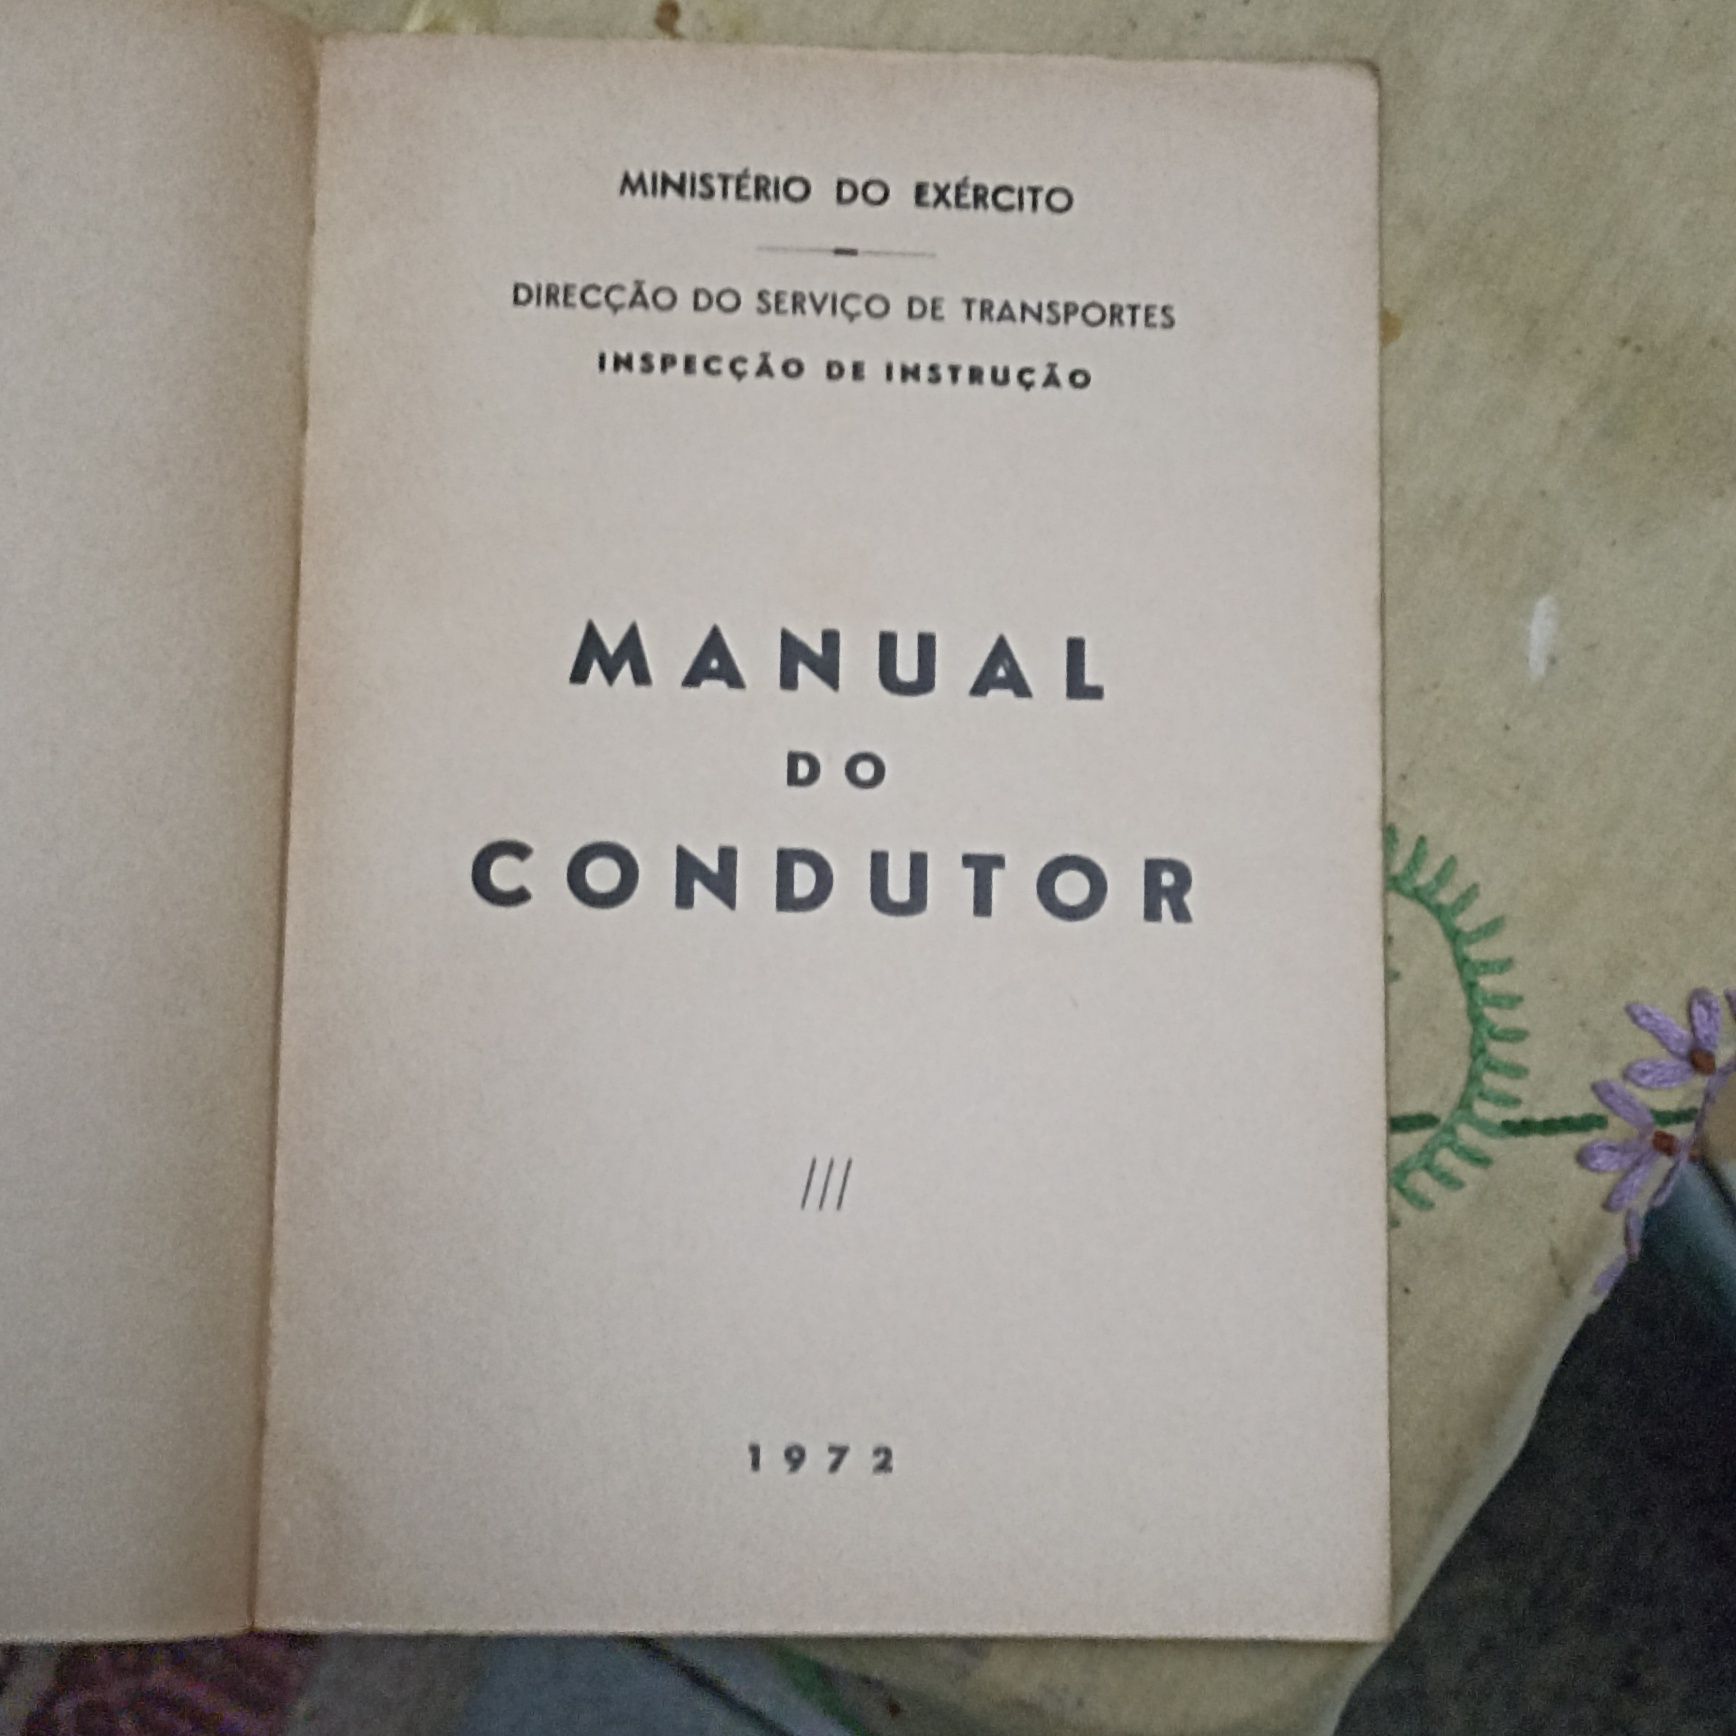 MINISTÉRIO DO EXÉRCITO
DIRECÇÃO DO SERVIÇO DE TRANSPORTES
INSPECÇÃO DE INSTRUÇÃO
MANUAL
DO
CONDUTOR
///
1972